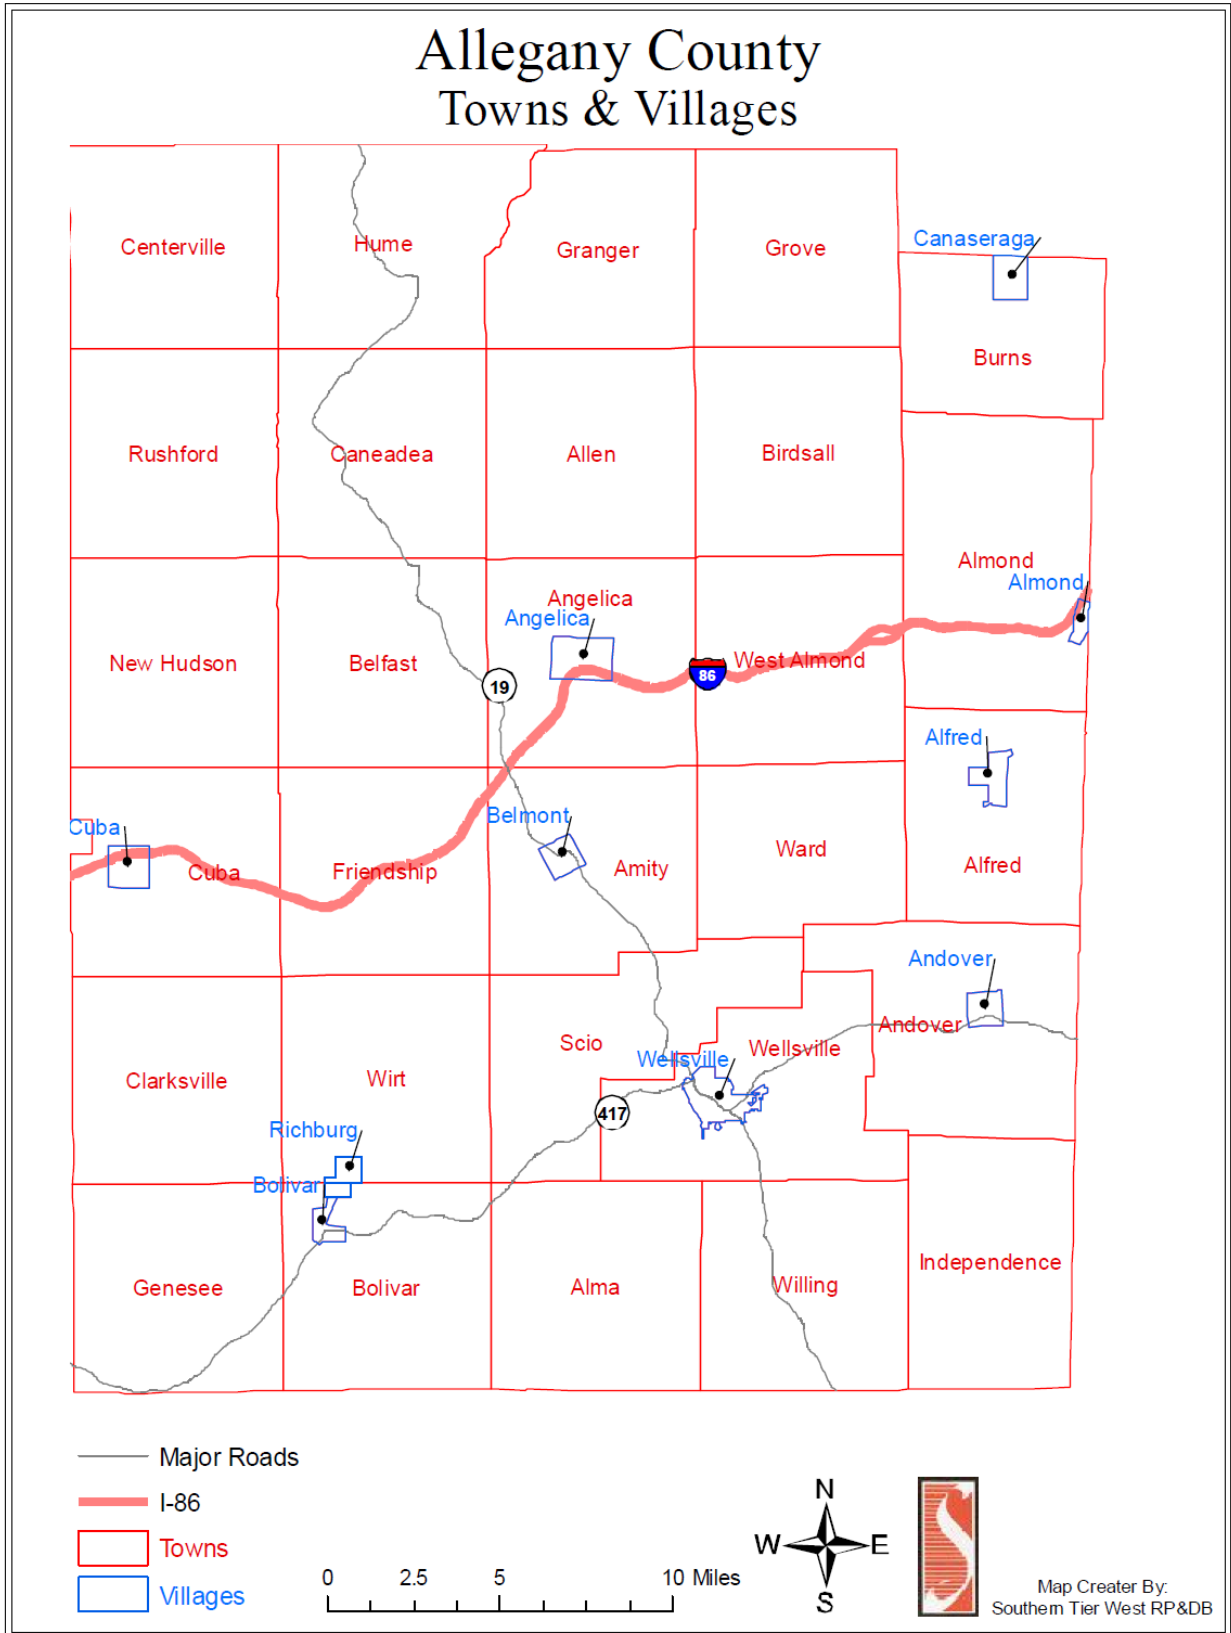 Allegany County
Towns & Villages
Centerville
Hume
Granger
Grove
Canaseraga
Burns
Rushford
Caneadea
Allen
Birdsall
Almond
Almond
Angelica
Angelica
New Hudson
Belfast
19
86
West Almond
Alfred
Cuba
Cuba
Friendship
Belmont
Amity
Ward
Alfred
Andover
Andover
Scio
Wellsville
Wellsville
Clarksville
Wirt
417
Richburg
Bolivar
Genesee
Bolivar
Alma
Willing
Independence
Major Roads
I-86
Towns
Villages
0 2.5 5 10 Miles
N
W E
S
Map Creater By:
Southern Tier West RP&DB